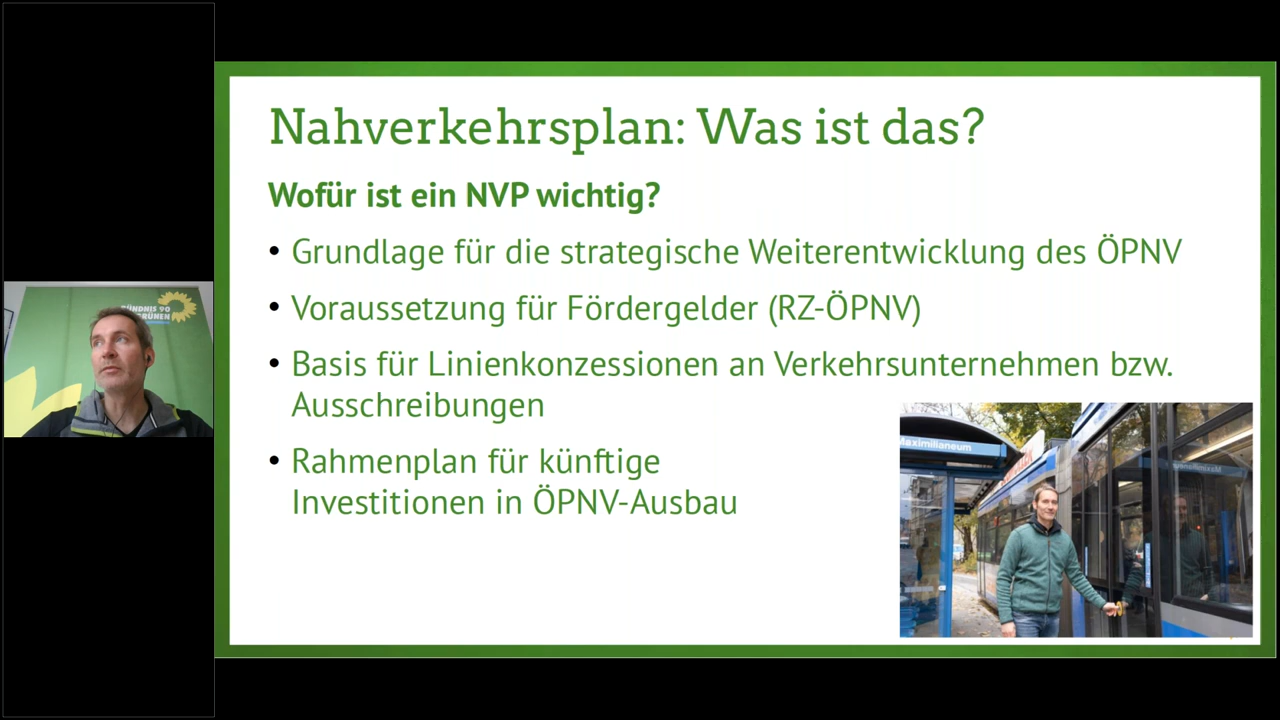 Nahverkehrsplan: Was ist das?
Wofür ist ein NVP wichtig?
• Grundlage für die strategische Weiterentwicklung des ÖPNV
• Voraussetzung für Fördergelder (RZ-ÖPNV)
• Basis für Linienkonzessionen an Verkehrsunternehmen bzw.
Ausschreibungen
• Rahmenplan für künftige
Investitionen in ÖPNV-Ausbau
Maximilianeum